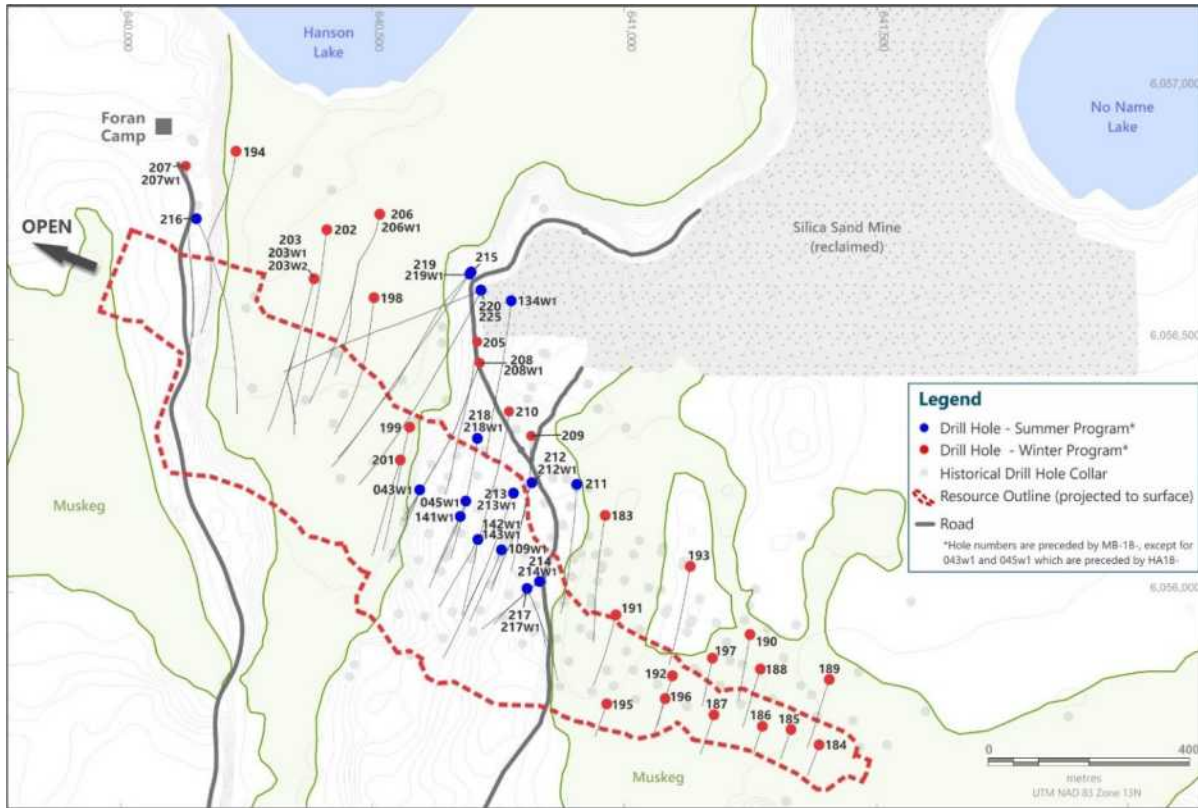 640,000
640,500
641,000
641,500
Hanson
Lake
6,057,000
No Name
Lake
Foran
Camp
194
207
207W1
216
OPEN
206
206W1
202
203
203W1
203W2
198
Silica Sand Mine
(reclaimed)
215
219
219W1
220
225
134W1
205
6,056,500
208
208W1
210
218
218W1
209
199
201
212
212W1
211
043W1
045W1
213
213W1
141W1
142W1
143W1
109W1
183
193
214
214W1
217
217W1
191
190
197
188
192
189
195
196
187
186
185
184
Muskeg
Muskeg
Legend
Drill Hole - Summer Program*
Drill Hole - Winter Program*
Historical Drill Hole Collar
Resource Outline (projected to surface)
Road
*Hole numbers are preceded by MB-18-, except for
043w1 and 045w1 which are preceded by HA18-
6,056,000
0
400
metres
UTM NAD 83 Zone 13N